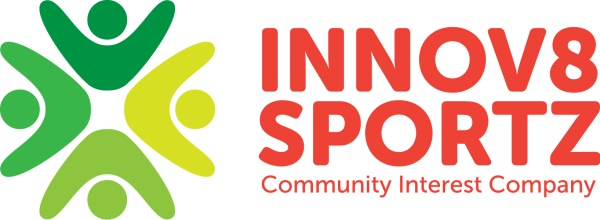 INNOV8
SPORTZ
Community Interest Company